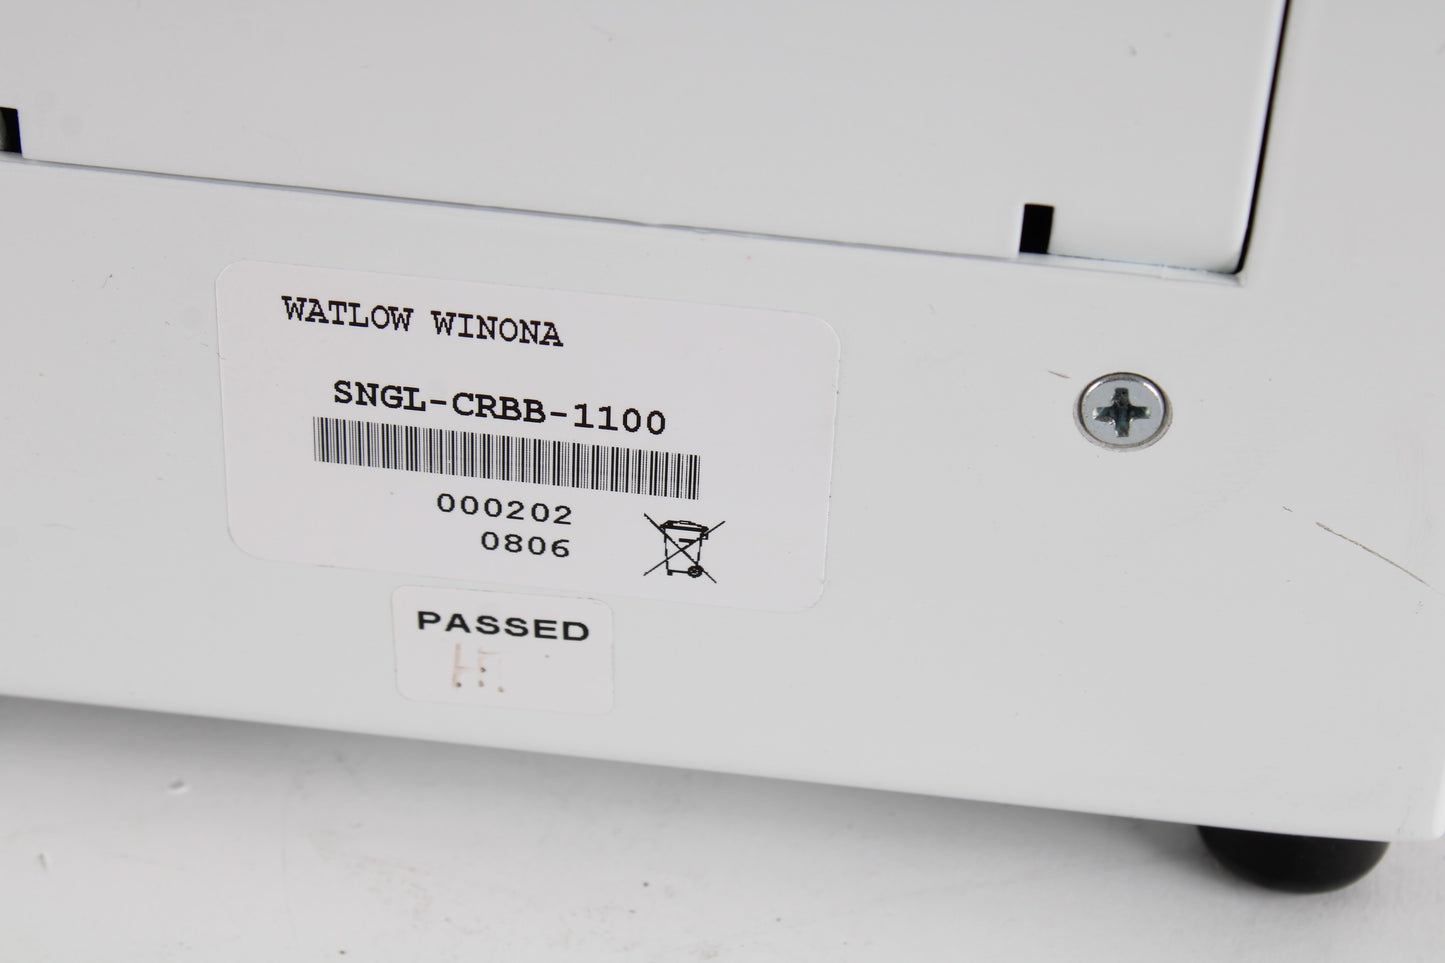 WATLOW WINONA
SNGL-CRBB-1100
000202
0806
PASSED